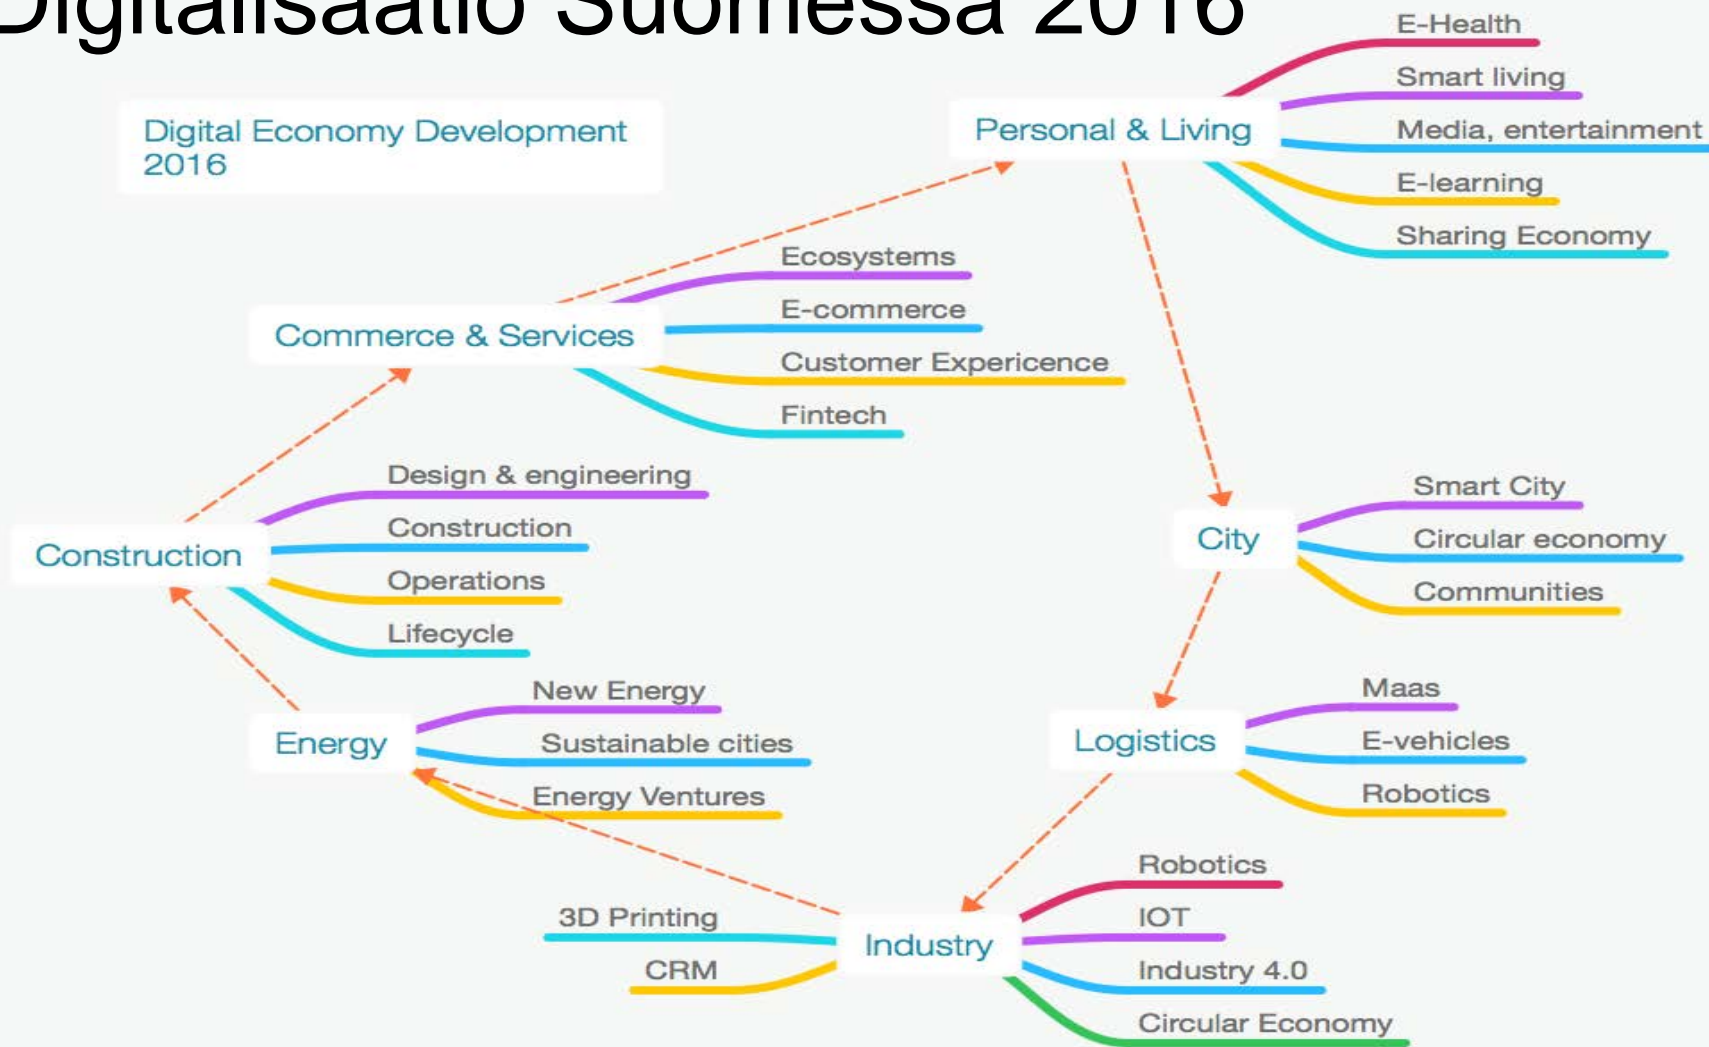 Digitalisaatio Suomessa 2016
Digital Economy Development
2016
Personal & Living
E-Health
Smart living
Media, entertainment
E-learning
Sharing Economy
Commerce & Services
Ecosystems
E-commerce
Customer Expericence
Fintech
Construction
Design & engineering
Construction
Operations
Lifecycle
City
Smart City
Circular economy
Communities
Energy
New Energy
Sustainable cities
Energy Ventures
Logistics
Maas
E-vehicles
Robotics
Industry
3D Printing
CRM
Robotics
IOT
Industry 4.0
Circular Economy